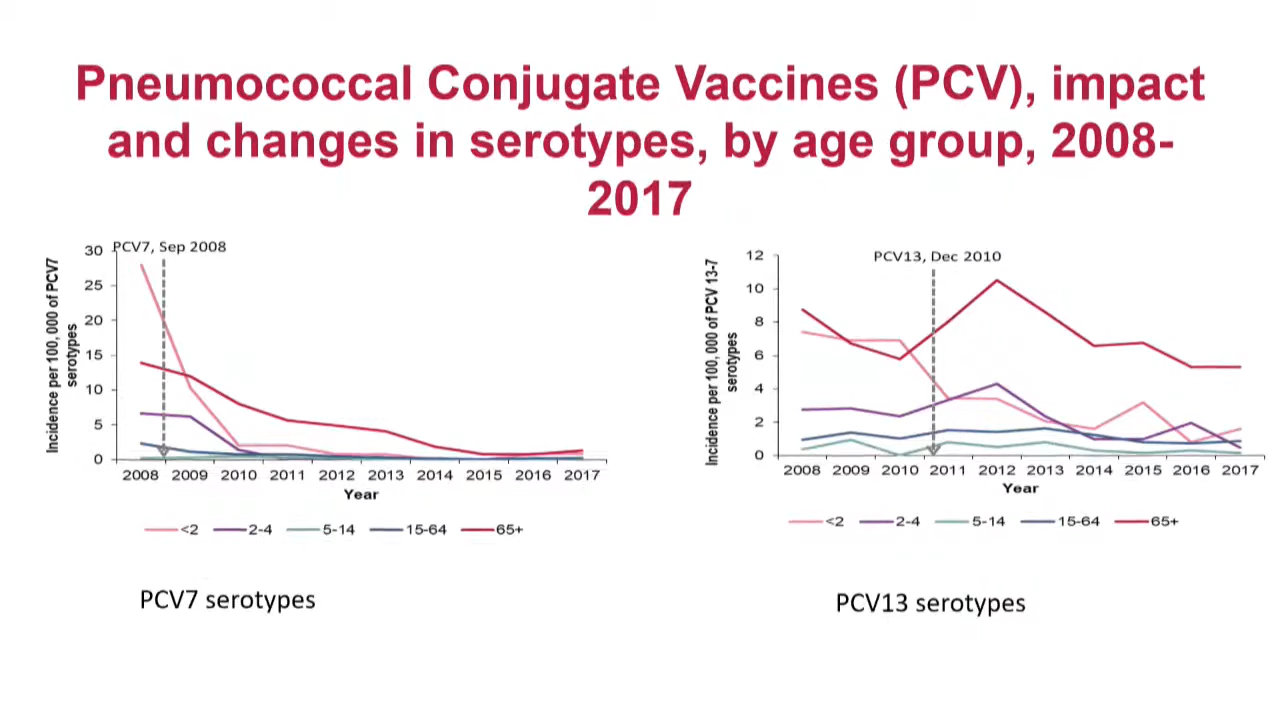 Pneumococcal Conjugate Vaccines (PCV), impact
and changes in serotypes, by age group, 2008-
2017
Incidence per 100,000 of PCV7
serotypes
PCV7, Sep 2008
30
25
20
15
10
5
0
2008 2009 2010 2011 2012 2013 2014 2015 2016 2017
Year
<2 2-4 5-14 15-64 65+
PCV7 serotypes
Incidence per 100,000 of PCV 13-7
serotypes
PCV13, Dec 2010
12
10
8
6
4
2
0
2008 2009 2010 2011 2012 2013 2014 2015 2016 2017
Year
<2 2-4 5-14 15-64 65+
PCV13 serotypes